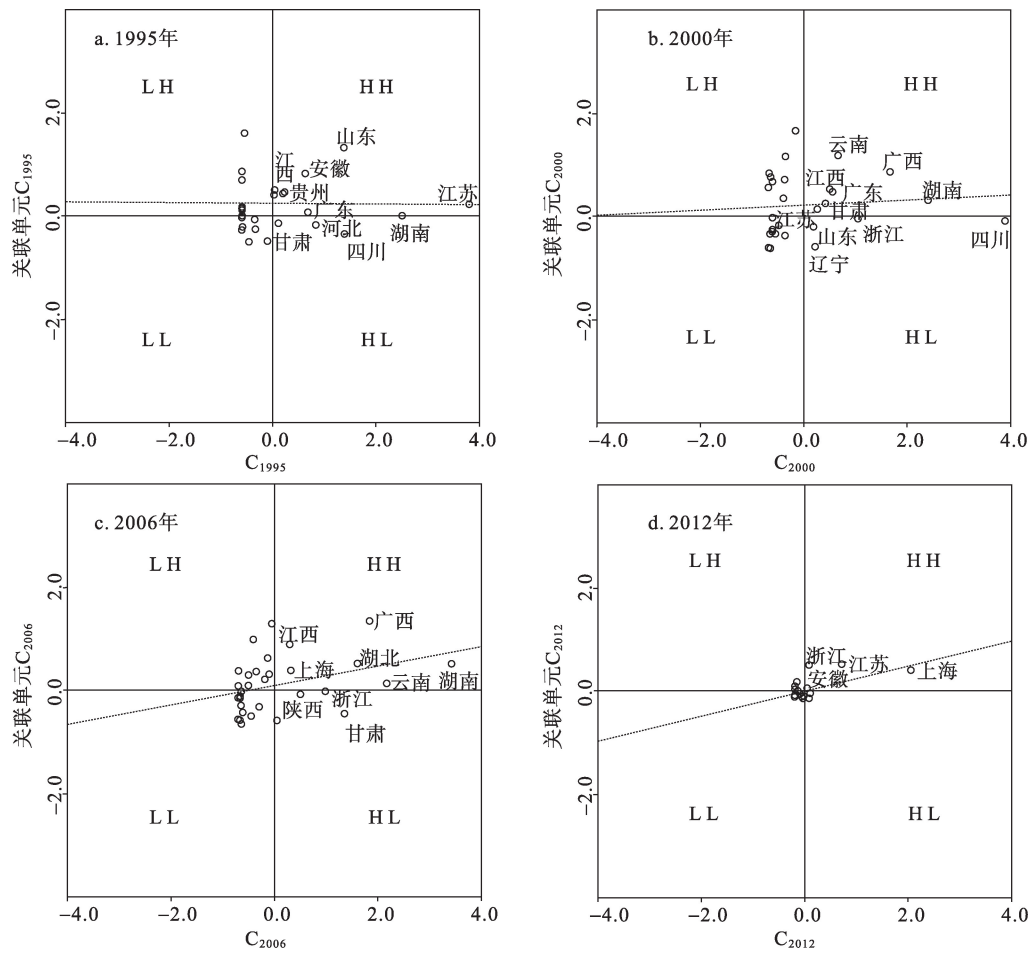 a. 1995年
LH
HH
山东
江西
安徽
贵州
江苏
广东
湖南
河北
甘肃
四川
LL
HL
2.0
0.0
−2.0
关联单元C1995
−4.0
−2.0
0.0
2.0
4.0
C1995
b. 2000年
LH
HH
云南
广西
江西
广东
湖南
甘肃
江苏
山东
浙江
四川
辽宁
LL
HL
2.0
0.0
−2.0
关联单元C2000
−4.0
−2.0
0.0
2.0
4.0
C2000
c. 2006年
LH
HH
广西
江西
上海
湖北
云南
湖南
陕西
浙江
甘肃
LL
HL
2.0
0.0
−2.0
关联单元C2006
−4.0
−2.0
0.0
2.0
4.0
C2006
d. 2012年
LH
HH
浙江
江苏
上海
安徽
LL
HL
2.0
0.0
−2.0
关联单元C2012
−4.0
−2.0
0.0
2.0
4.0
C2012